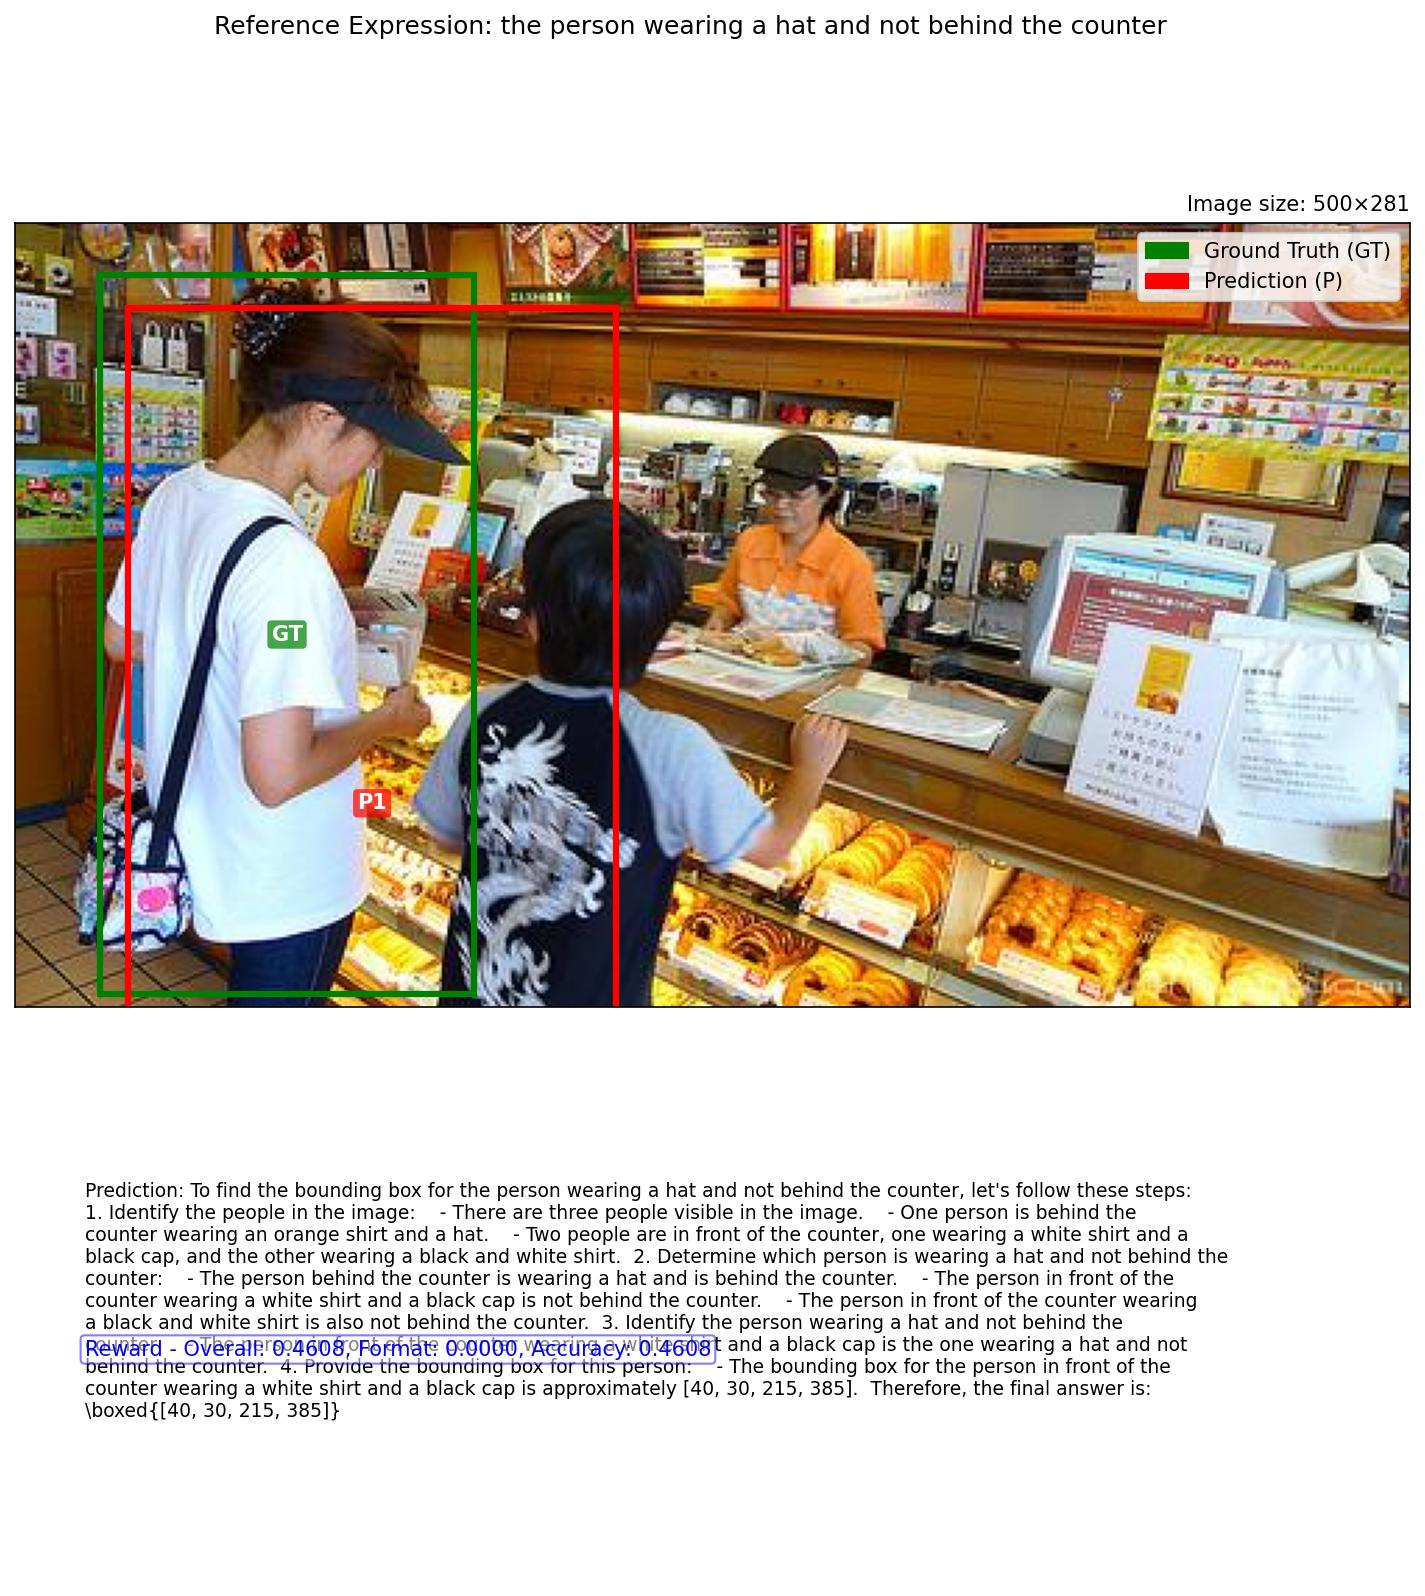 Reference Expression: the person wearing a hat and not behind the counter
Image size: 500×281
Ground Truth (GT)
Prediction (P)
GT
P1
Prediction: To find the bounding box for the person wearing a hat and not behind the counter, let's follow these steps:
1. Identify the people in the image:    - There are three people visible in the image.    - One person is behind the
counter wearing an orange shirt and a hat.    - Two people are in front of the counter, one wearing a white shirt and a
black cap, and the other wearing a black and white shirt.  2. Determine which person is wearing a hat and not behind the
counter:    - The person behind the counter is wearing a hat and is behind the counter.    - The person in front of the
counter wearing a white shirt and a black cap is not behind the counter.    - The person in front of the counter wearing
a black and white shirt is also not behind the counter.  3. Identify the person wearing a hat and not behind the
counter:    - The person in front of the counter wearing a white shirt and a black cap is the one wearing a hat and not
Reward - Overall: 0.4608, Format: 0.0000, Accuracy: 0.4608
behind the counter.  4. Provide the bounding box for this person:    - The bounding box for the person in front of the
counter wearing a white shirt and a black cap is approximately [40, 30, 215, 385].  Therefore, the final answer is:
\boxed{[40, 30, 215, 385]}